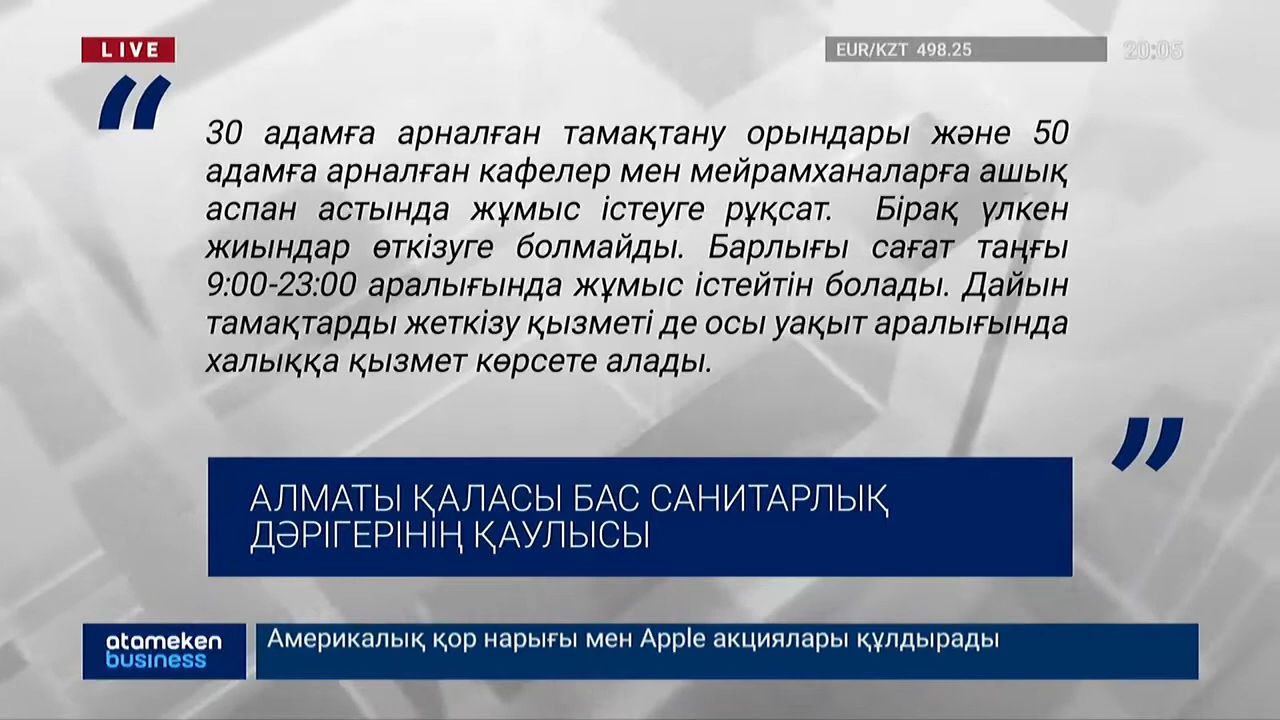 LIVE
EUR/KZT 498.25
20:05
“
30 адамға арналған тамақтану орындары және 50
адамға арналған кафелер мен мейрамханаларға ашық
аспан астында жұмыс істеуге рұқсат. Бірақ үлкен
жиындар өткізуге болмайды. Барлығы сағат таңғы
9:00-23:00 аралығында жұмыс істейтін болады. Дайын
тамақтарды жеткізу қызметі де осы уақыт аралығында
халыққа қызмет көрсете алады.
”
АЛМАТЫ ҚАЛАСЫ БАС САНИТАРЛЫҚ
ДӘРІГЕРІНІҢ ҚАУЛЫСЫ
atameken
business
Америкалық қор нарығы мен Apple акциялары құлдырады